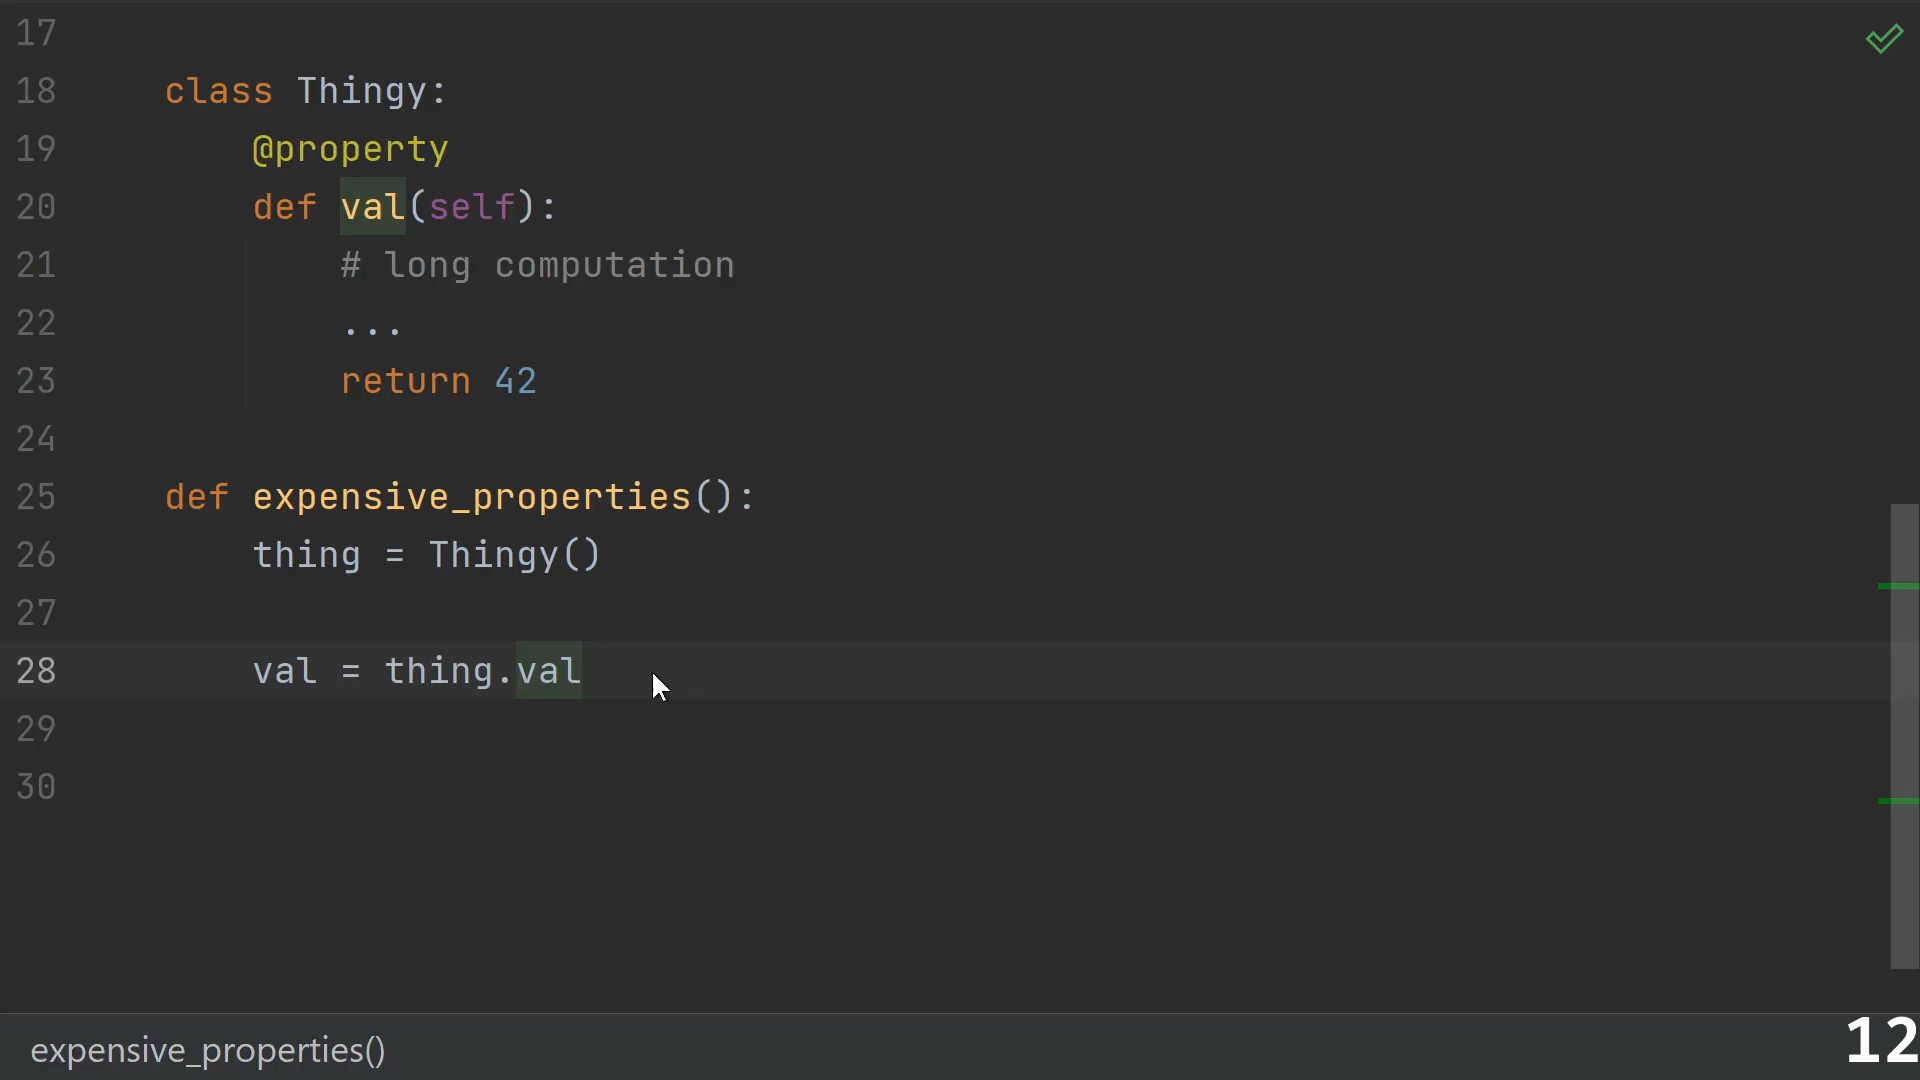 17
18 class Thingy:
19 @property
20 def val(self):
21 # long computation
22 ...
23 return 42
24
25 def expensive_properties():
26 thing = Thingy()
27
28 val = thing.val
29
30
expensive_properties()
12